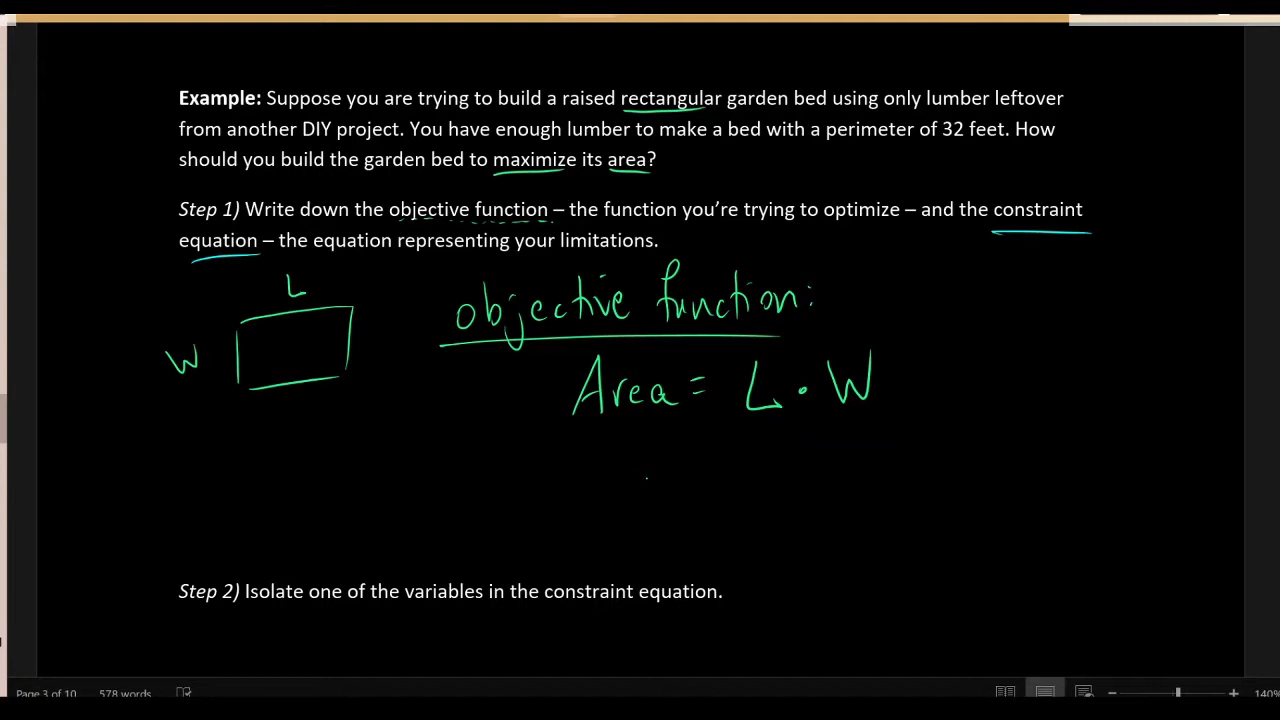 Example: Suppose you are trying to build a raised rectangular garden bed using only lumber leftover
from another DIY project. You have enough lumber to make a bed with a perimeter of 32 feet. How
should you build the garden bed to maximize its area?
Step 1) Write down the objective function – the function you’re trying to optimize – and the constraint
equation – the equation representing your limitations.
L
objective function:
W
Area = L · W
Step 2) Isolate one of the variables in the constraint equation.
Page 3 of 10 578 words 140%